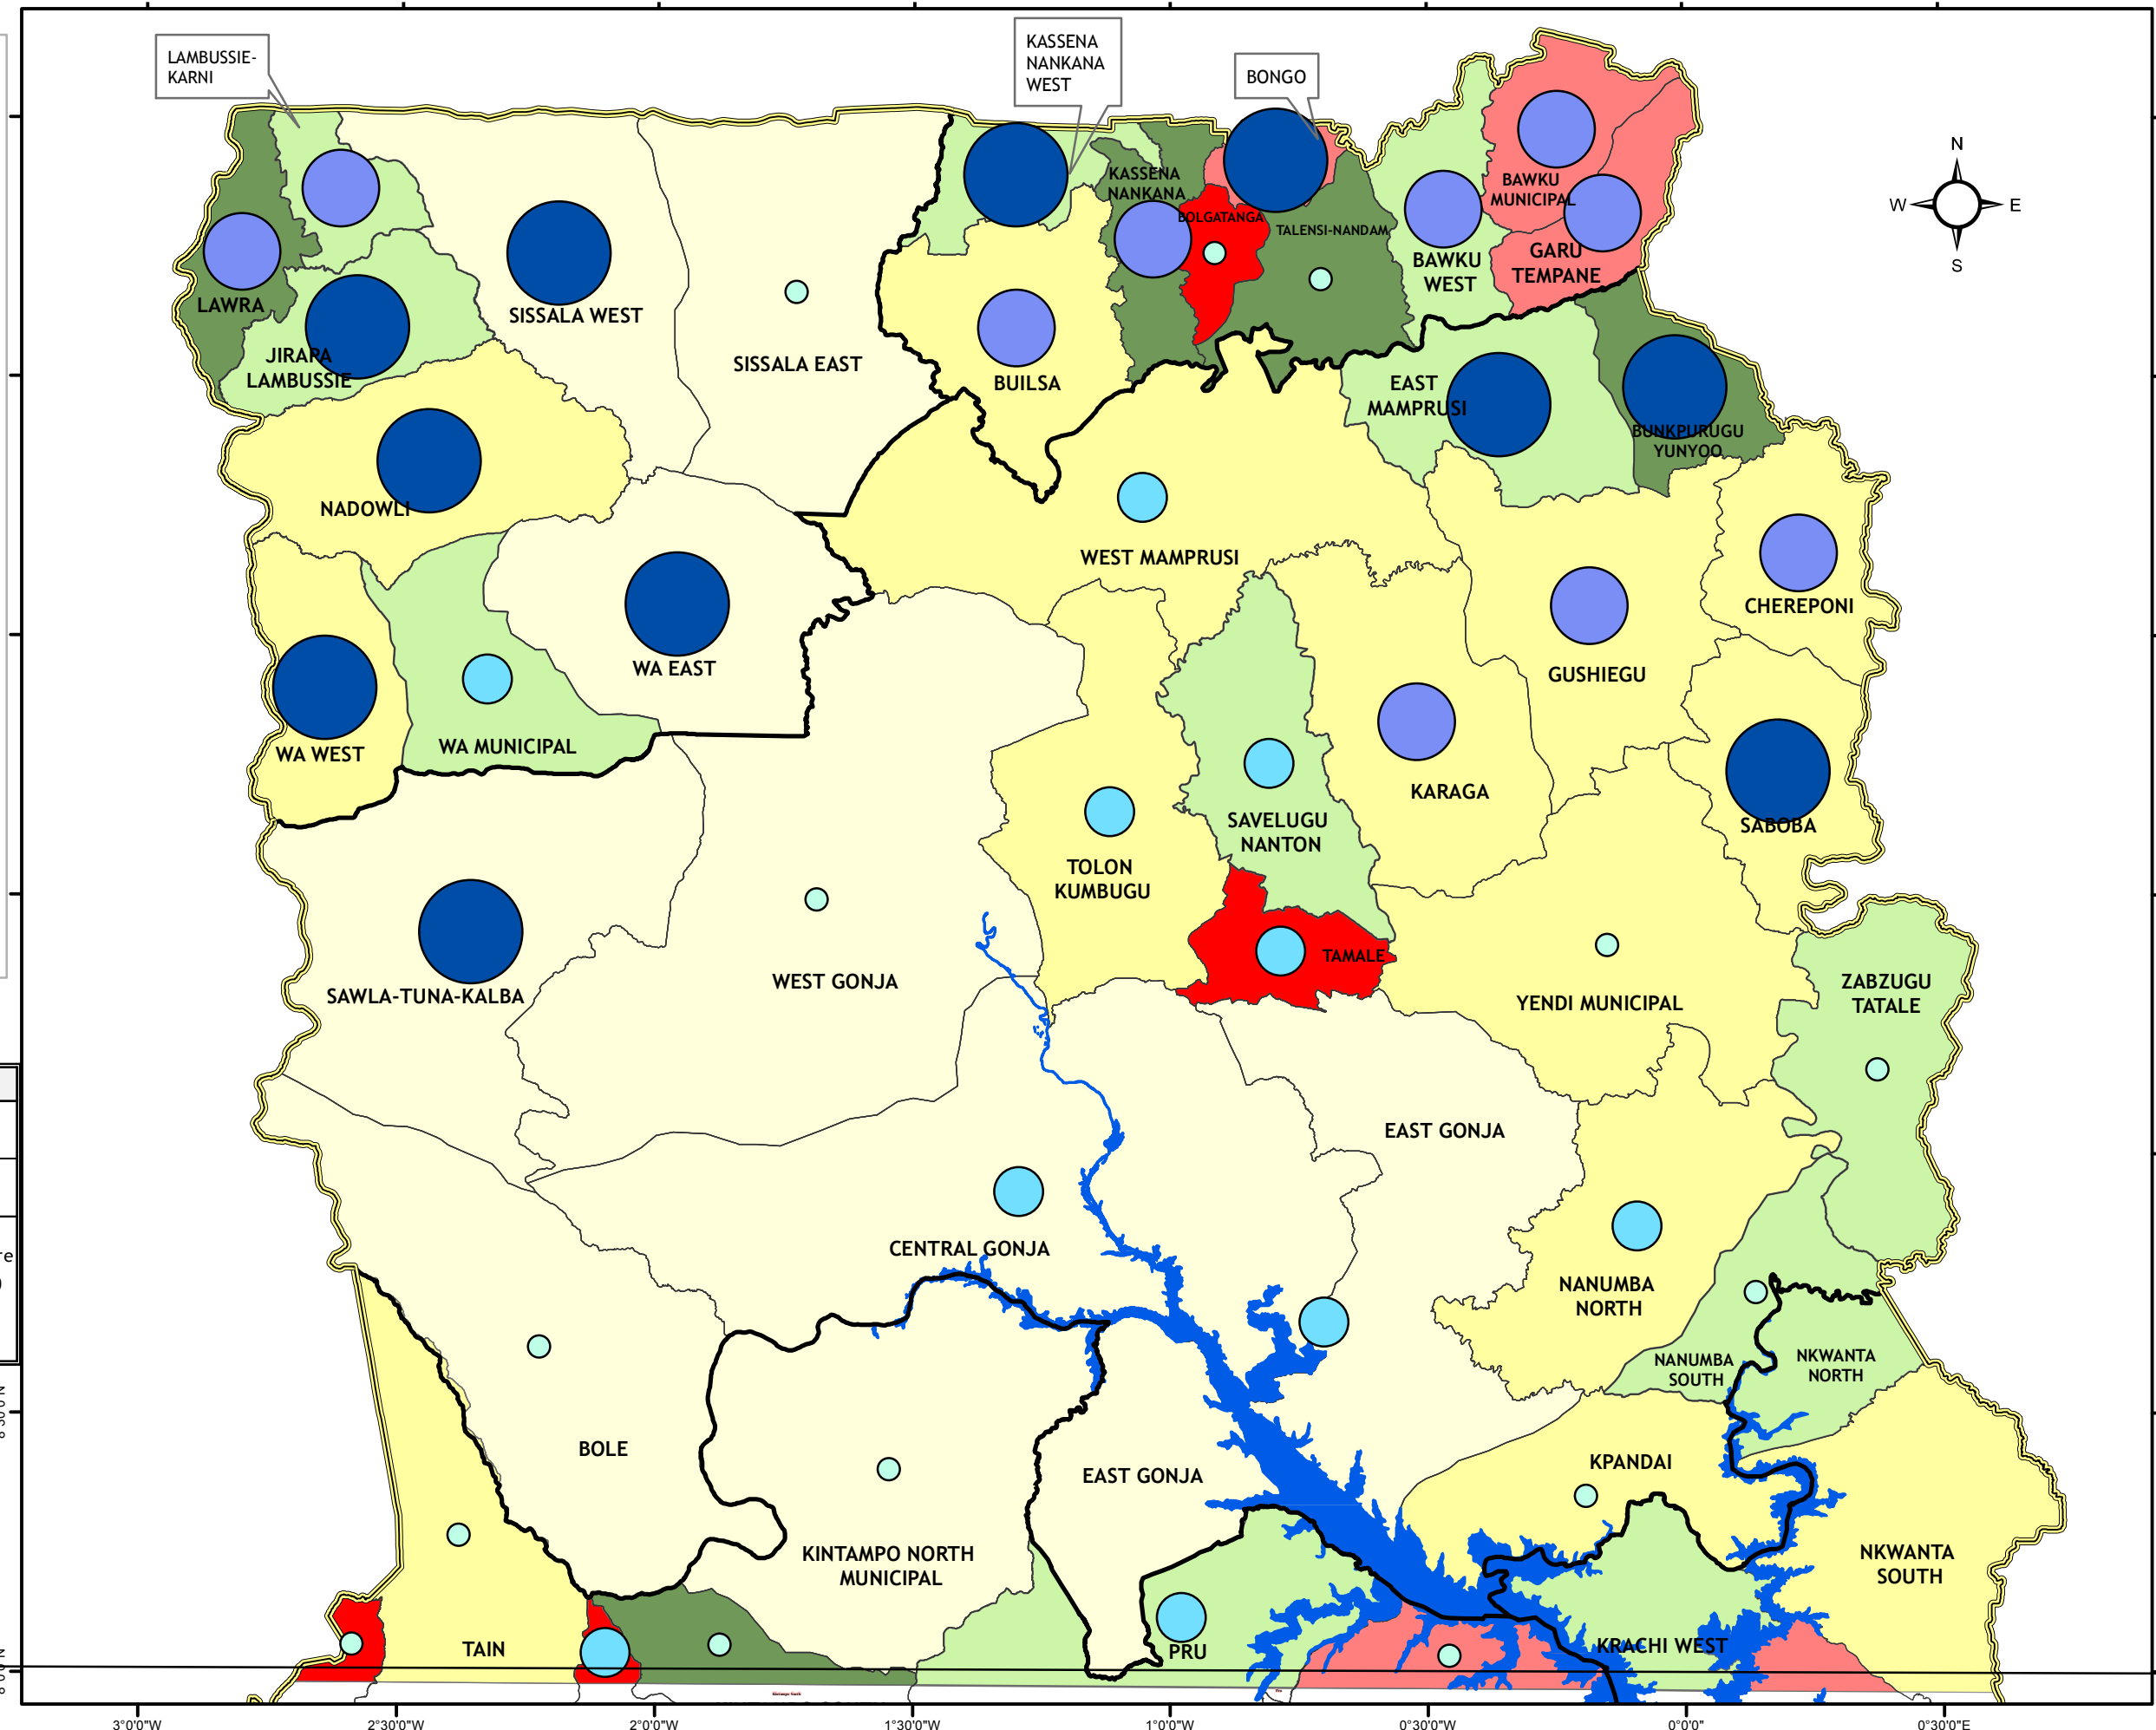 LAMBUSSIE-
KARNI
KASSENA
NANKANA
WEST
BONGO
N
W
E
S
KASSENA
NANKANA
BOLGATANGA
TALENSI-NANDAM
BAWKU
MUNICIPAL
BAWKU
WEST
GARU
TEMPANE
LAWRA
SISSALA WEST
SISSALA EAST
JIRAPA
LAMBUSSIE
BUILSA
EAST
MAMPRUSI
BUNKPURUGU
YUNYOO
NADOWLI
WEST MAMPRUSI
CHEREPONI
WA EAST
GUSHIEGU
WA WEST
WA MUNICIPAL
KARAGA
SAVELUGU
NANTON
SABOBA
TOLON
KUMBUGU
TAMALE
WEST GONJA
SAWLA-TUNA-KALBA
YENDI MUNICIPAL
ZABZUGU
TATALE
EAST GONJA
CENTRAL GONJA
NANUMBA
NORTH
NANUMBA
SOUTH
NKWANTA
NORTH
BOLE
EAST GONJA
KPANDAI
KINTAMPO NORTH
MUNICIPAL
NKWANTA
SOUTH
TAIN
PRU
KRACHI WEST
3°0'0"W
2°30'0"W
2°0'0"W
1°30'0"W
1°0'0"W
0°30'0"W
0°0'0"
0°30'0"E